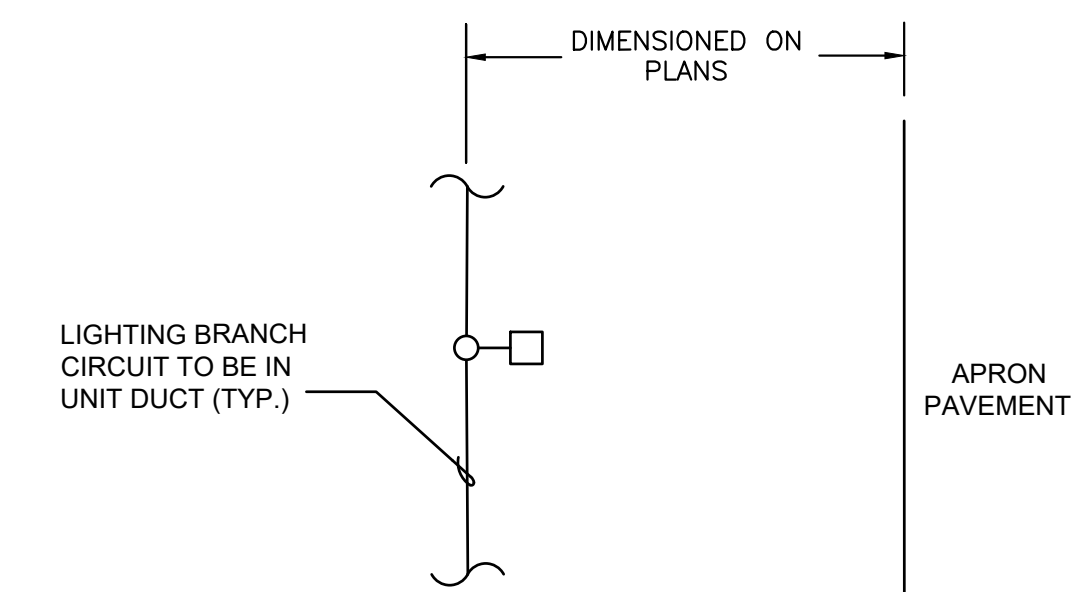 DIMENSIONED ON
PLANS
LIGHTING BRANCH
CIRCUIT TO BE IN
UNIT DUCT (TYP.)
APRON
PAVEMENT